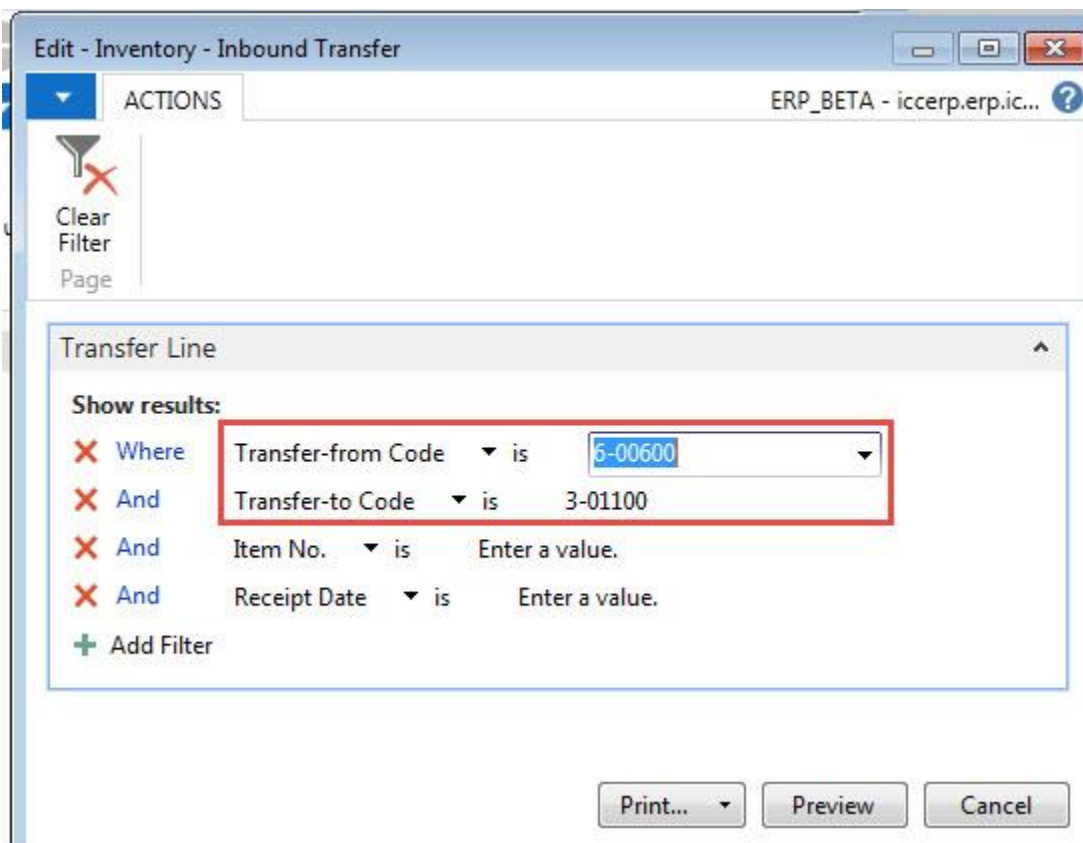 Edit - Inventory - Inbound Transfer
ACTIONS
ERP_BETA - iccerp.erp.ic... ?
Clear
Filter
Page
Transfer Line
Show results:
Where Transfer-from Code is 6-00600
And Transfer-to Code is 3-01100
And Item No. is Enter a value.
And Receipt Date is Enter a value.
Add Filter
Print... Preview Cancel